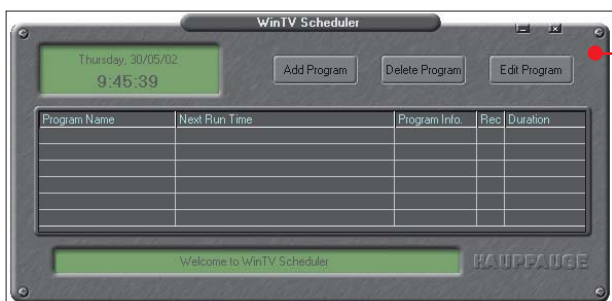 WinTV Scheduler
Thursday, 30/05/02
9:45:39
Add Program
Delete Program
Edit Program
Program Name Next Run Time Program Info. Rec Duration
Welcome to WinTV Scheduler
HAUPPAUGE